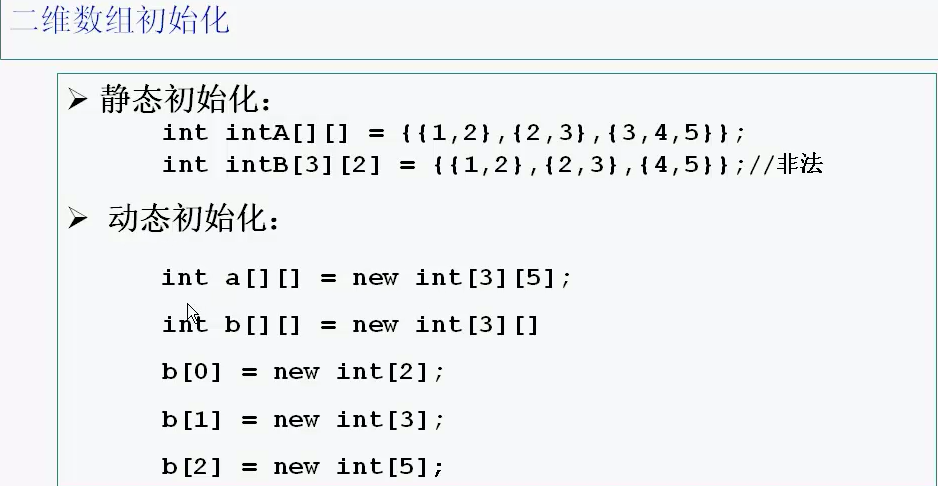 二维数组初始化
➢ 静态初始化：
int intA[][] = {{1,2},{2,3},{3,4,5}};
int intB[3][2] = {{1,2},{2,3},{4,5}};//非法
➢ 动态初始化：
int a[][] = new int[3][5];
int b[][] = new int[3][]
b[0] = new int[2];
b[1] = new int[3];
b[2] = new int[5];